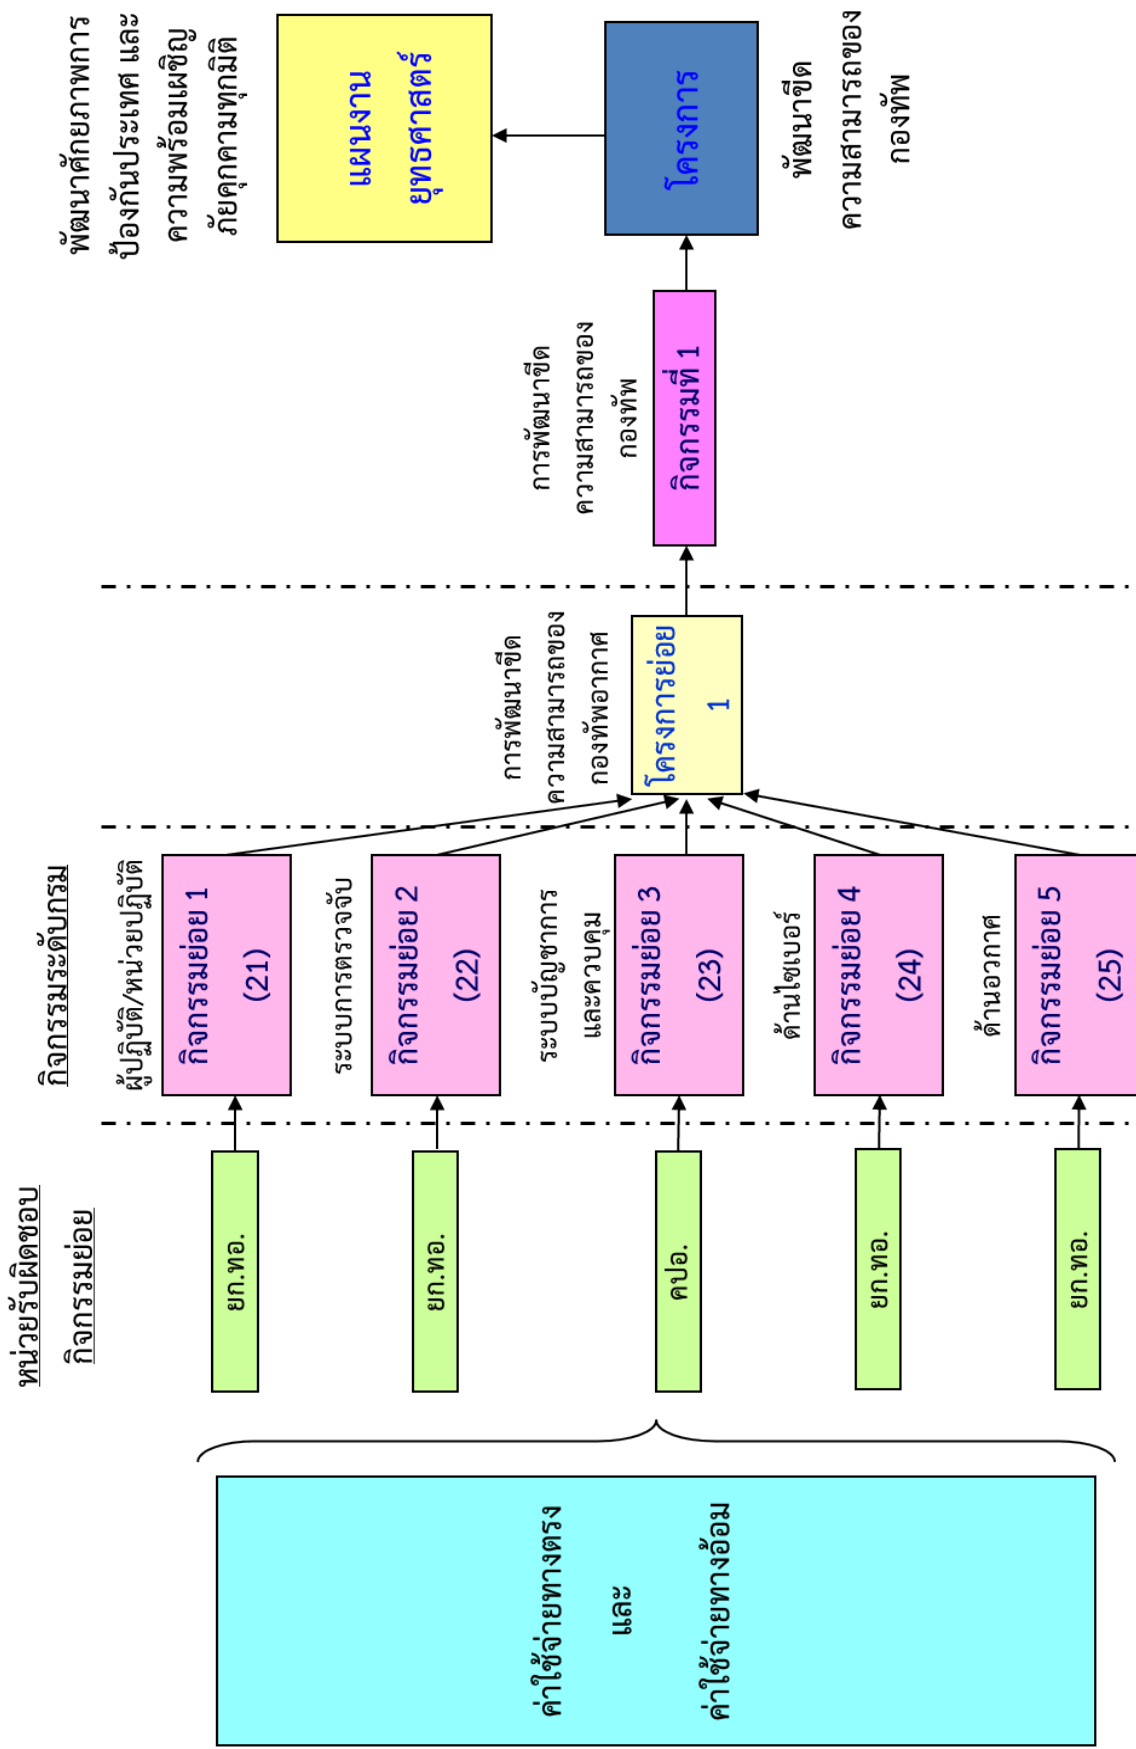 หน่วยรับผิดชอบ
กิจกรรมย่อย
กิจกรรมระดับกรม
ค่าใช้จ่ายทางตรง
และ
ค่าใช้จ่ายทางอ้อม
ยก.ทอ.
ยก.ทอ.
คปอ.
ยก.ทอ.
ยก.ทอ.
ผู้ปฏิบัติ/หน่วยปฏิบัติ
กิจกรรมย่อย 1
(21)
ระบบการตรวจจับ
กิจกรรมย่อย 2
(22)
ระบบบัญชาการ
และควบคุม
กิจกรรมย่อย 3
(23)
ด้านไซเบอร์
กิจกรรมย่อย 4
(24)
ด้านอวกาศ
กิจกรรมย่อย 5
(25)
การพัฒนาขีด
ความสามารถของ
กองทัพอากาศ
โครงการย่อย
1
การพัฒนาขีด
ความสามารถของ
กองทัพ
กิจกรรมที่ 1
พัฒนาศักยภาพการ
ป้องกันประเทศ และ
ความพร้อมเผชิญ
ภัยคุกคามทุกมิติ
แผนงาน
ยุทธศาสตร์
โครงการ
พัฒนาขีด
ความสามารถของ
กองทัพ